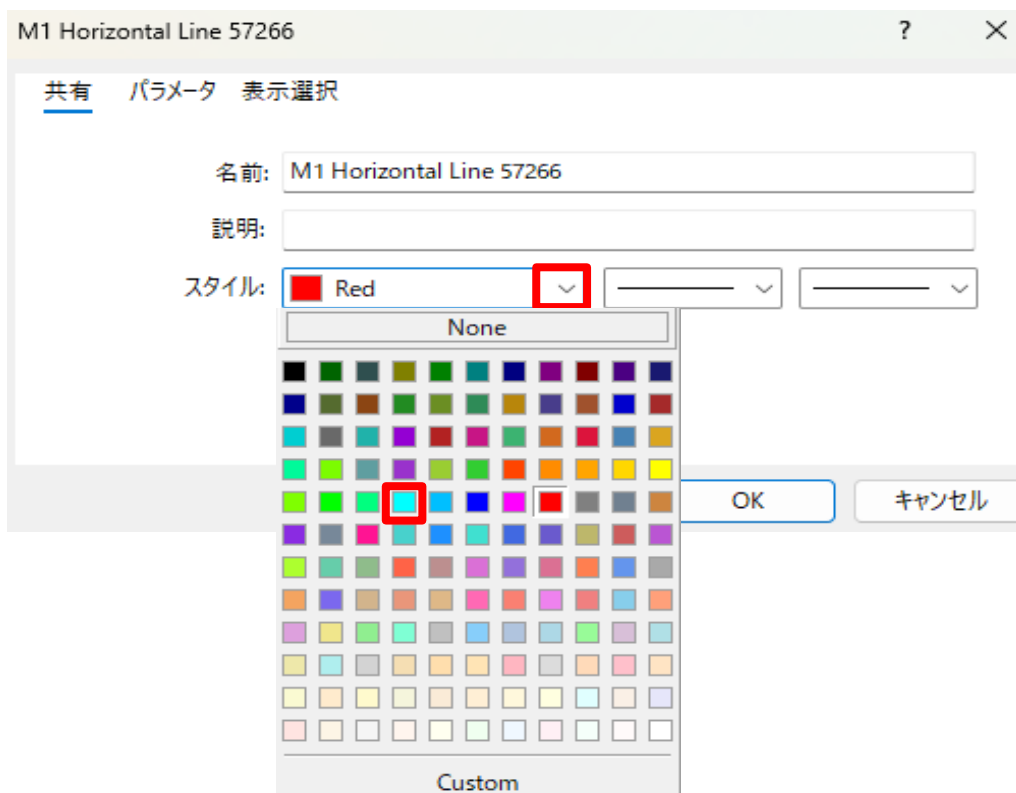 M1 Horizontal Line 57266 ?
共有 パラメータ 表示選択
名前: M1 Horizontal Line 57266
説明:
スタイル: Red
None
OK キャンセル
Custom